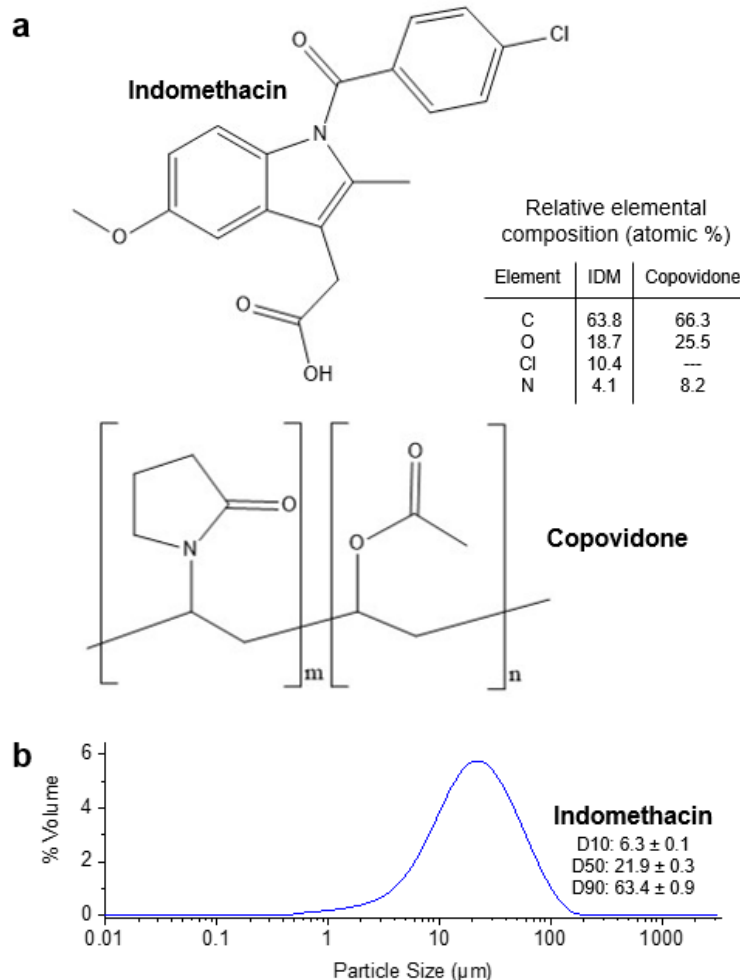 a
O
Cl
Indomethacin
N
O
O
OH
Relative elemental
composition (atomic %)
Element IDM Copovidone
C 63.8 66.3
O 18.7 25.5
Cl 10.4 ---
N 4.1 8.2
O
N
O
O
m
n
Copovidone
b
% Volume
6
4
2
0
Indomethacin
D10: 6.3 ± 0.1
D50: 21.9 ± 0.3
D90: 63.4 ± 0.9
0.01 0.1 1 10 100 1000
Particle Size (µm)